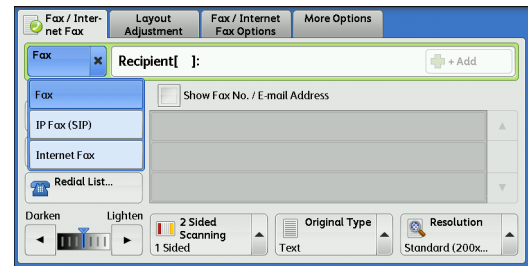 Fax / Inter-
net Fax
Layout
Adjustment
Fax / Internet
Fax Options
More Options
Fax
Recipient[ ]:
+ Add
Fax
IP Fax (SIP)
Internet Fax
Show Fax No. / E-mail
Address
Redial List...
Darken
Lighten
2 Sided
Scanning
1 Sided
Original Type
Text
Resolution
Standard (200x...